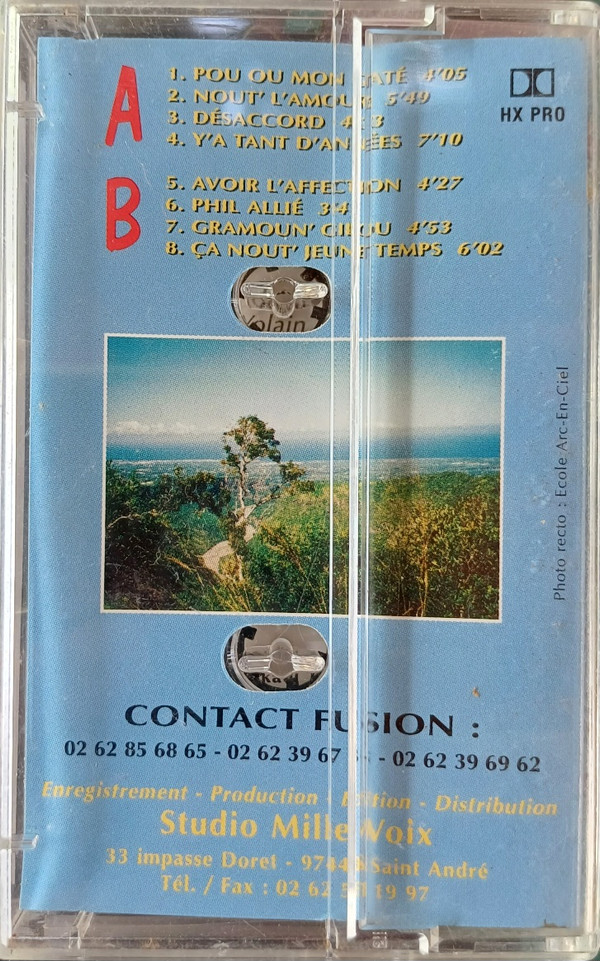 A
1. POU OU MON GATÉ 4'05
2. NOUT' L'AMOUR 5'49
3. DÉSACCORD
4. Y'A TANT D'ANNÉES 7'10
B
5. AVOIR L'AFFECTION 4'27
6. PHIL ALLIÉ
7. GRAMOUN' 4'53
8. ÇA NOUT' JEUNE TEMPS 6'02
HX PRO
Volain
Photo recto : Ecole Arc-En-Ciel
CONTACT FUSION :
02 62 85 68 65 - 02 62 39 67 - 02 62 39 69 62
Enregistrement - Production - Edition - Distribution
Studio Mille Voix
33 impasse Doret - Saint André
Tél. / Fax : 02 62 19 97